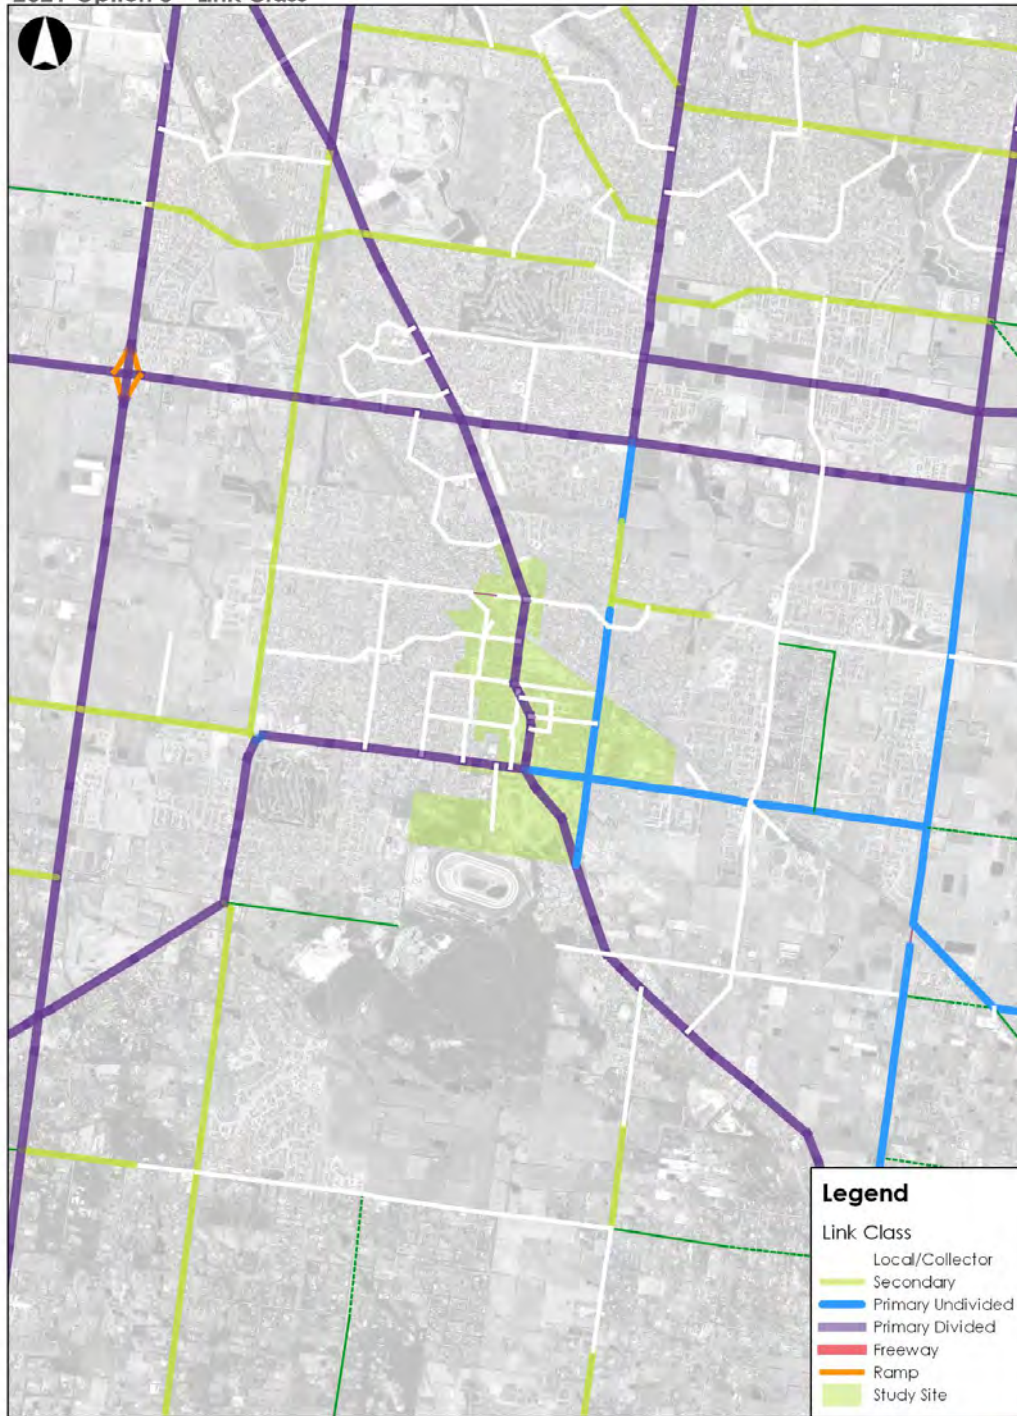 Legend
Link Class
Local/Collector
Secondary
Primary Undivided
Primary Divided
Freeway
Ramp
Study Site